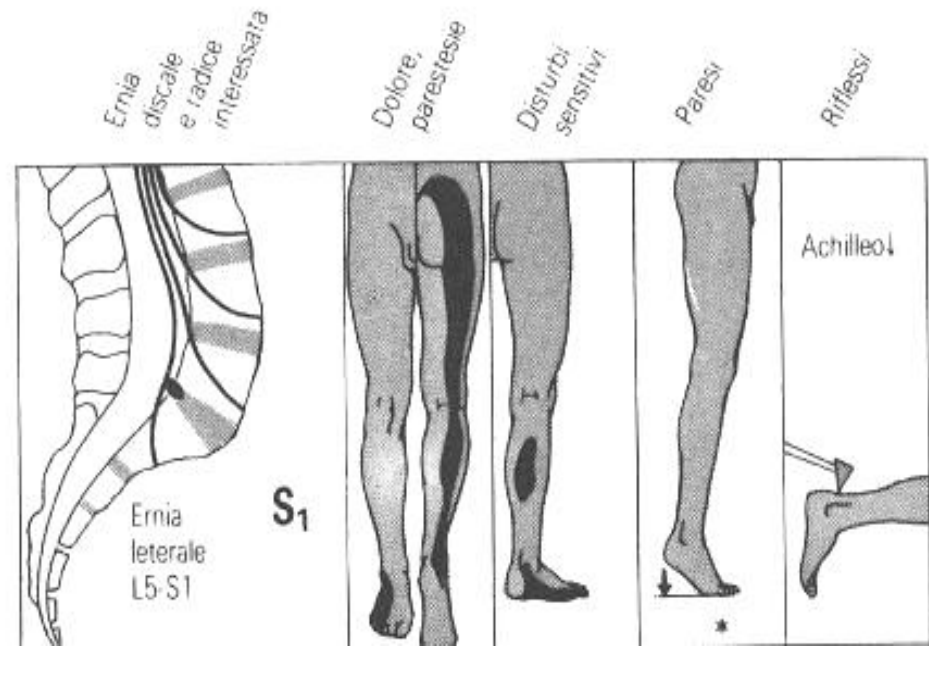 Ernia
discale
e radice
interessata
Dolore,
parestesie
Disturbi
sensitivi
Paresi
Riflessi
Achilleo↓
Ernia
leterale
L5-S1
S1
*